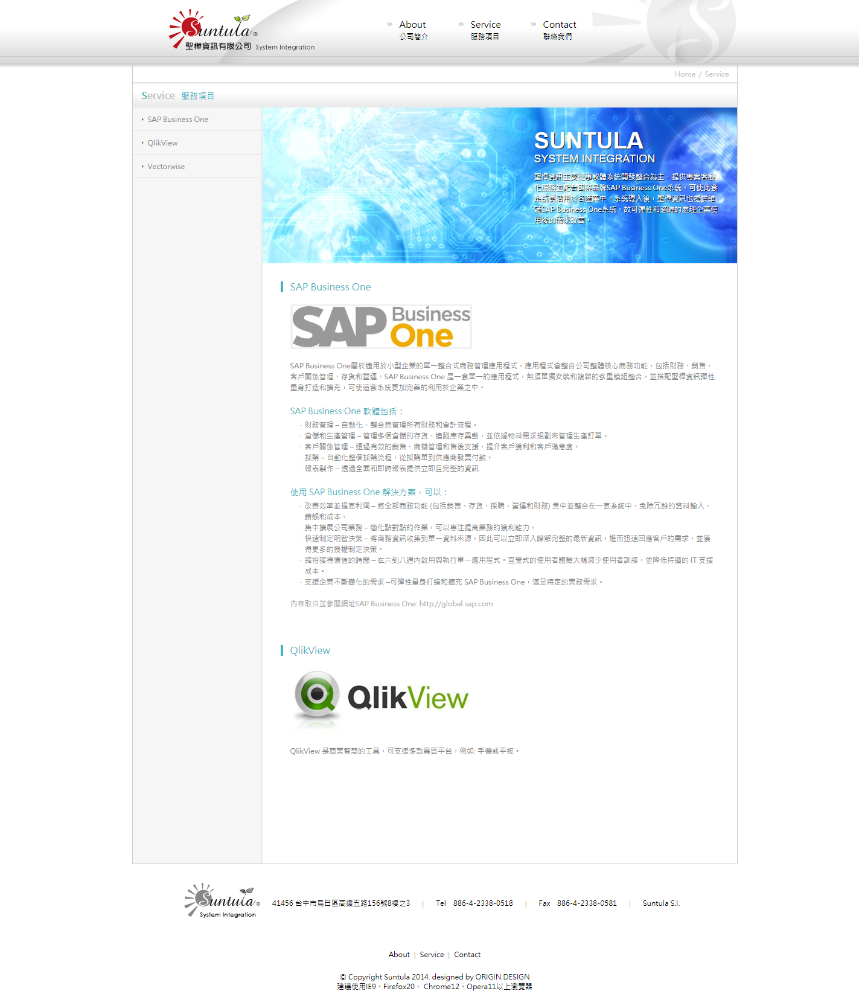 Suntula®
聖樺資訊有限公司 System Integration
About
公司簡介
Service
服務項目
Contact
聯絡我們
Home / Service
Service 服務項目
SAP Business One
QlikView
Vectorwise
SUNTULA
SYSTEM INTEGRATION
聖樺資訊主要從事軟體系統開發整合為主，提供專案客製
化服務並配合國際品牌SAP Business One系統，可使此套
系統更活用於各產業中，系統導入後，聖樺資訊也提供維
護SAP Business One系統，故可彈性和適時的處理企業使
用後的需求改善。
SAP Business One
SAP Business One
SAP Business One屬於適用於小型企業的單一整合式商務管理應用程式，應用程式會整合公司整體核心商務功能，包括財務、銷售、
客戶關係管理、存貨和營運。SAP Business One 是一套單一的應用程式，無須單獨安裝和複雜的多重模組整合，並搭配聖樺資訊彈性
量身打造和擴充，可使這套系統更加完善的利用於企業之中。
SAP Business One 軟體包括：
· 財務管理 – 自動化、整合與管理所有財務和會計流程。
· 倉儲和生產管理 – 管理多個倉儲的存貨、追蹤庫存異動，並依據物料需求規劃來管理生產訂單。
· 客戶關係管理 – 透過有效的銷售、商機管理和售後支援，提升客戶獲利和客戶滿意度。
· 採購 – 自動化整個採購流程，從採購單到供應商發票付款。
· 報表製作 – 透過全面和即時報表提供立即且完整的資訊
使用 SAP Business One 解決方案，可以：
· 改善效率並提高利潤 – 將全部商務功能 (包括銷售、存貨、採購、營運和財務) 集中並整合在一套系統中，免除冗餘的資料輸入、
錯誤和成本。
· 集中擴展公司業務 – 簡化點對點的作業，可以專注提高業務的獲利能力。
· 快速制定明智決策 – 將商務資訊收集到單一資料來源，因此可以立即深入瞭解完整的最新資訊，進而迅速回應客戶的需求，並獲
得更多的授權制定決策。
· 縮短獲得價值的時間 – 在六到八週內啟用與執行單一應用程式。直覺式的使用者體驗大幅減少使用者訓練，並降低持續的 IT 支援
成本。
· 支援企業不斷變化的需求 –可彈性量身打造和擴充 SAP Business One，滿足特定的業務需求。
內容取自並參閱網址SAP Business One: http://global.sap.com
QlikView
QlikView
QlikView 是商業智慧的工具，可支援多款異質平台，例如: 手機或平板。
Suntula®
System Integration
41456 台中市烏日區高鐵五路156號8樓之3 | Tel 886-4-2338-0518 | Fax 886-4-2338-0581 | Suntula S.I.
About | Service | Contact
© Copyright Suntula 2014. designed by ORIGIN.DESIGN
建議使用IE9、Firefox20、 Chrome12、Opera11以上瀏覽器